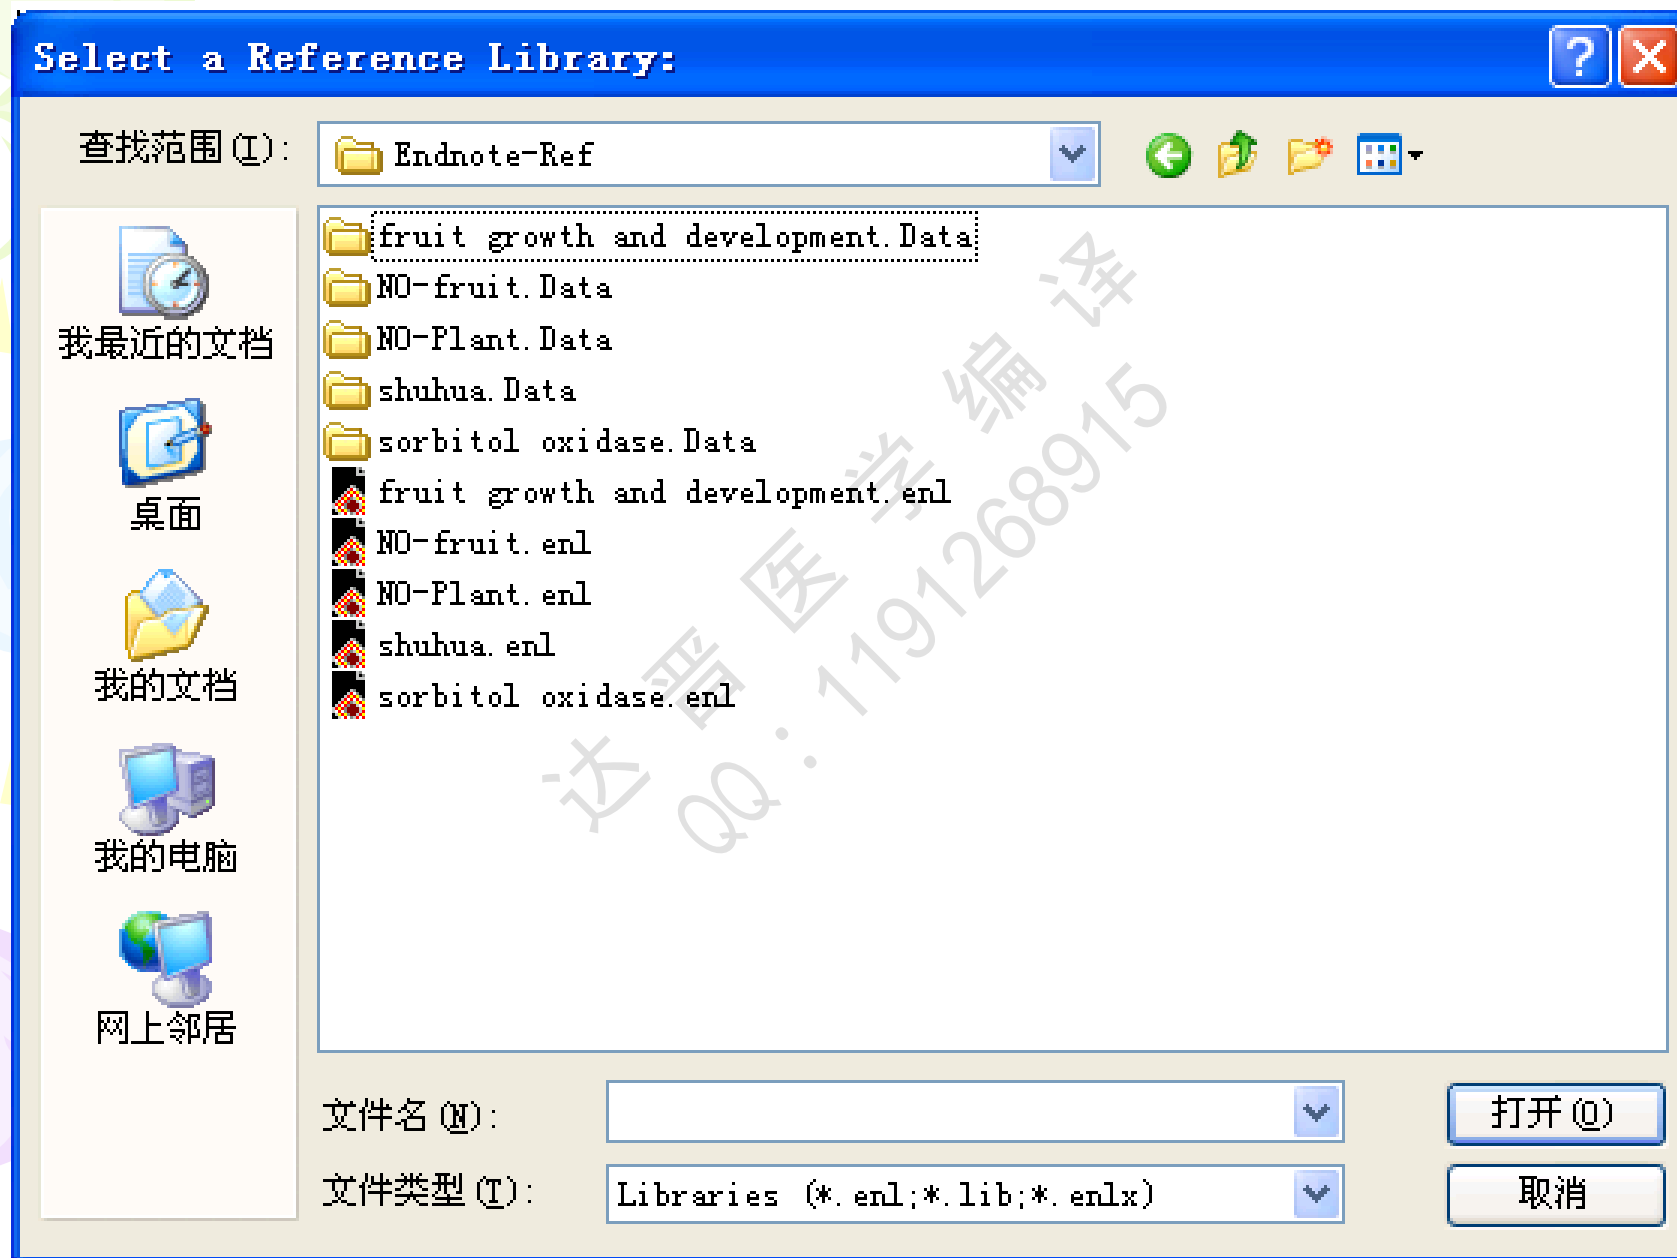 Select a Reference Library:
查找范围(I):
Endnote-Ref
我最近的文档
桌面
我的文档
我的电脑
网上邻居
fruit growth and development.Data
NO-fruit.Data
NO-Plant.Data
shuhua.Data
sorbitol oxidase.Data
fruit growth and development.enl
NO-fruit.enl
NO-Plant.enl
shuhua.enl
sorbitol oxidase.enl
达晋医学编译
QQ:1191268915
文件名(N):
打开(O)
文件类型(T):
Libraries (*.enl;*.lib;*.enlx)
取消